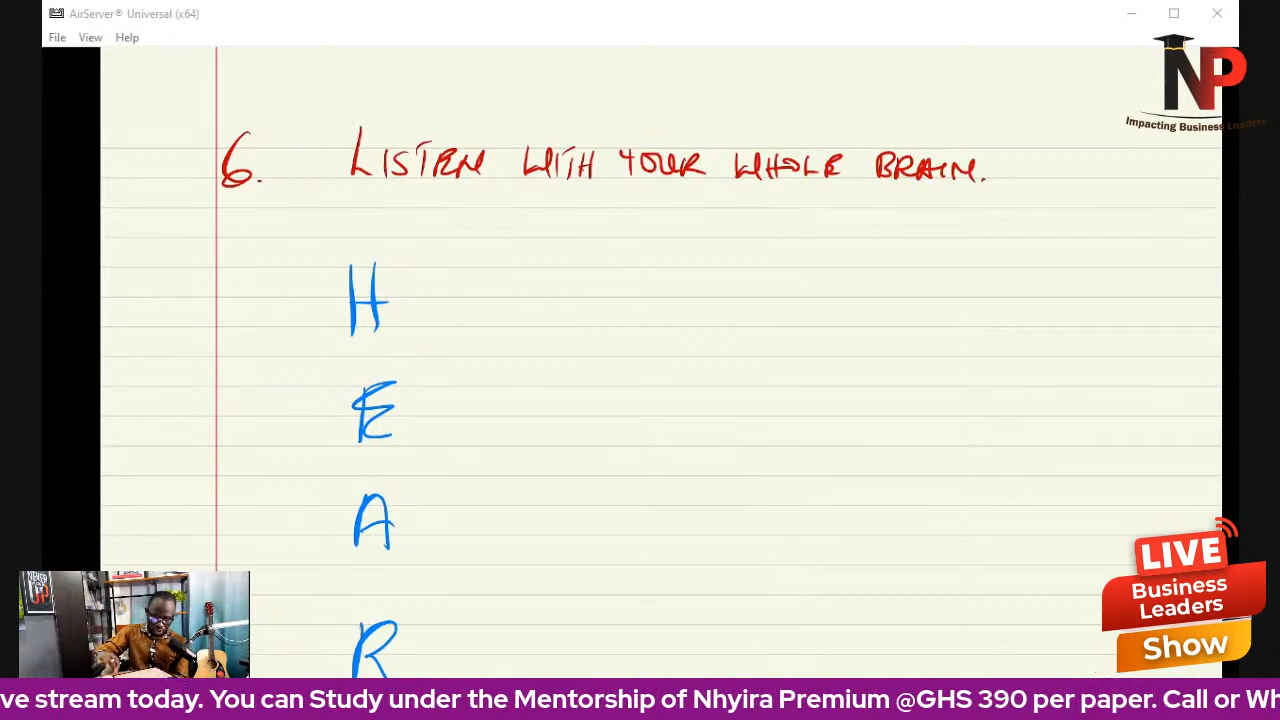 AirServer® Universal (x64)
File View Help
NP
Impacting Business Leaders
6. LISTEN WITH YOUR WHOLE BRAIN.
H
E
A
R
LIVE
Business
Leaders
Show
ve stream today. You can Study under the Mentorship of Nhyira Premium @GHS 390 per paper. Call or Wh